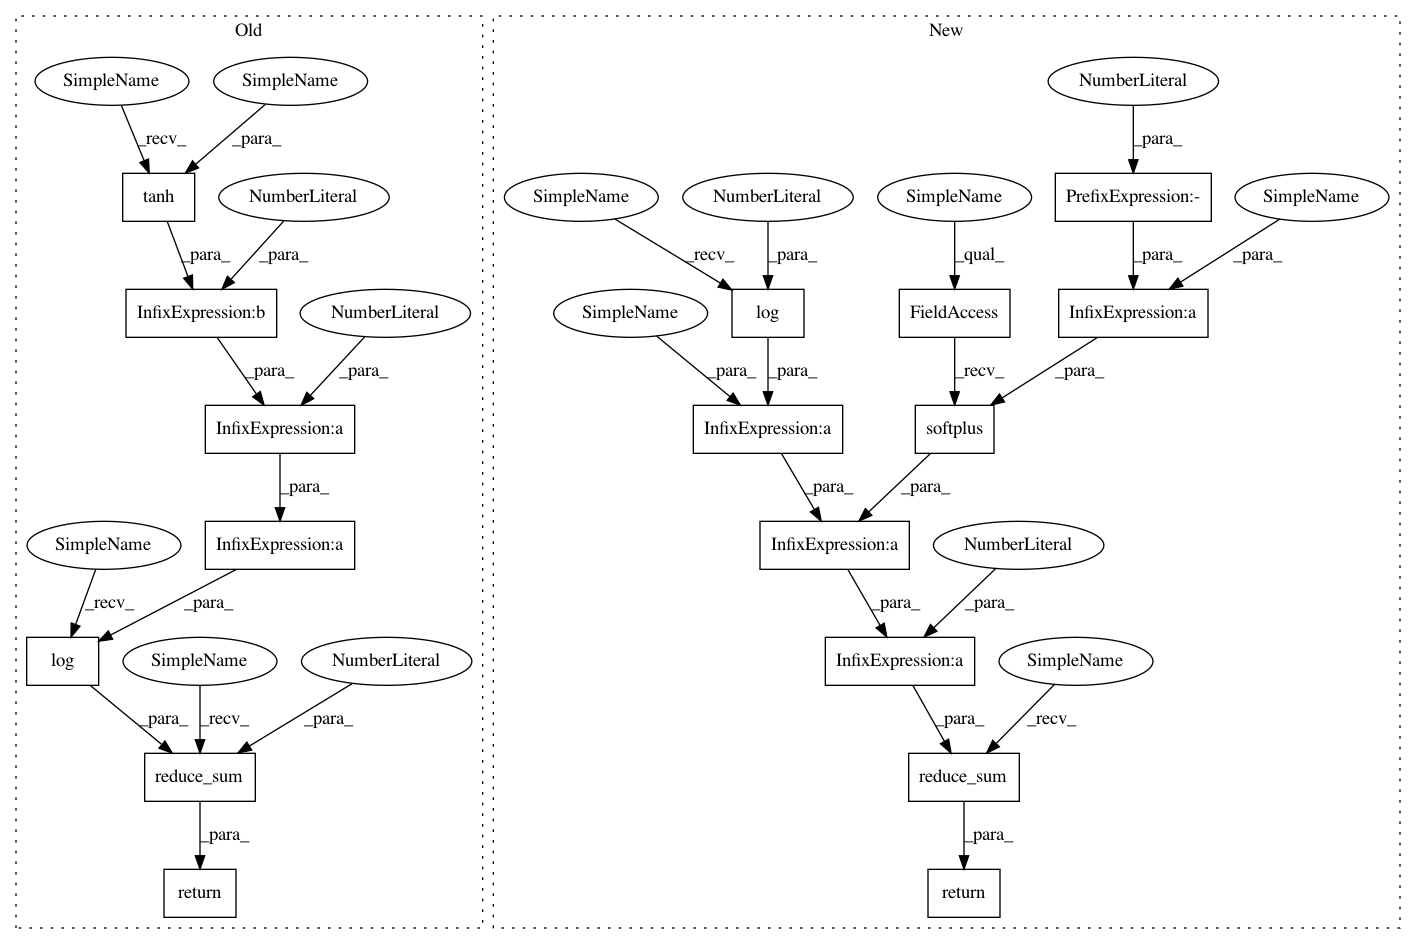 Old
New
SimpleName
SimpleName
NumberLiteral
_recv_
_para_
_para_
tanh
NumberLiteral
SimpleName
NumberLiteral
SimpleName
PrefixExpression:-
SimpleName
_para_
_para_
_recv_
_para_
_qual_
_para_
_para_
InfixExpression:b
NumberLiteral
SimpleName
log
FieldAccess
InfixExpression:a
_para_
_para_
_para_
_para_
_recv_
_para_
InfixExpression:a
InfixExpression:a
softplus
_para_
_para_
_para_
SimpleName
InfixExpression:a
InfixExpression:a
NumberLiteral
_recv_
_para_
_para_
_para_
log
SimpleName
NumberLiteral
InfixExpression:a
SimpleName
_para_
_recv_
_para_
_para_
_recv_
reduce_sum
reduce_sum
_para_
_para_
return
return